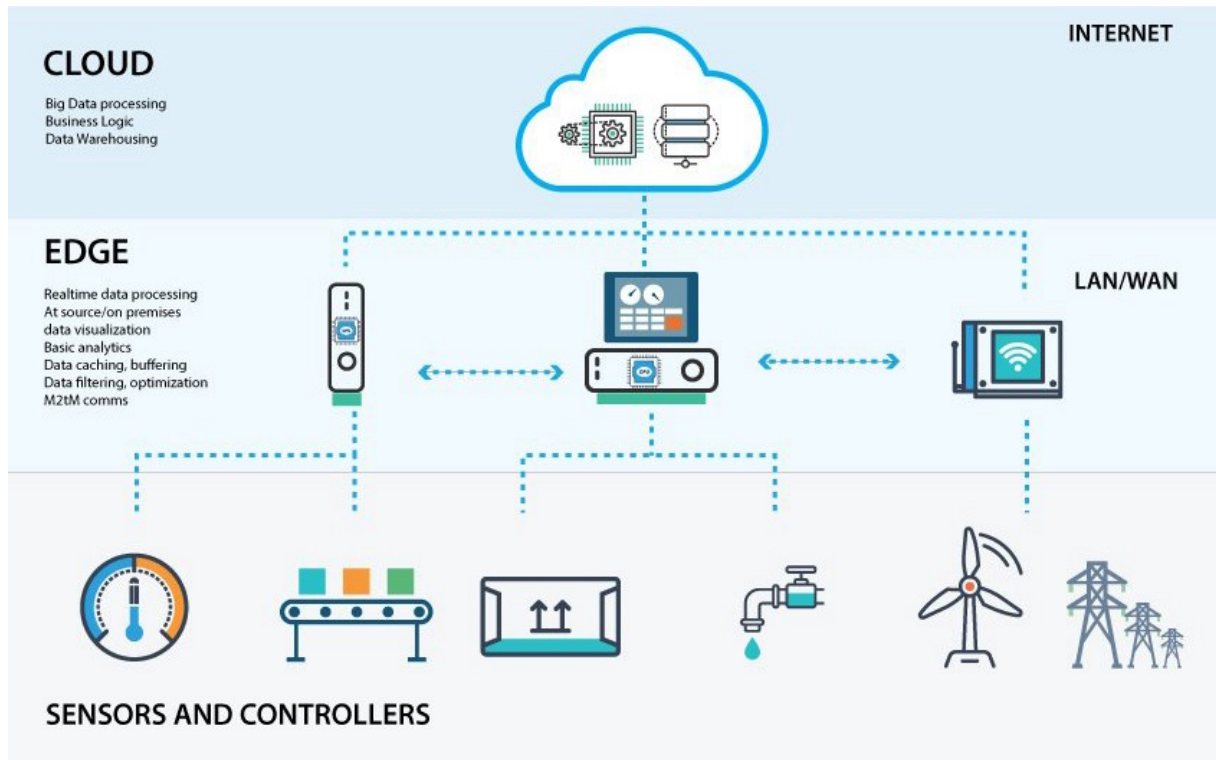 CLOUD
INTERNET
Big Data processing
Business Logic
Data Warehousing
EDGE
LAN/WAN
Realtime data processing
At source/on premises
data visualization
Basic analytics
Data caching, buffering
Data filtering, optimization
M2tM comms
CPU
SENSORS AND CONTROLLERS